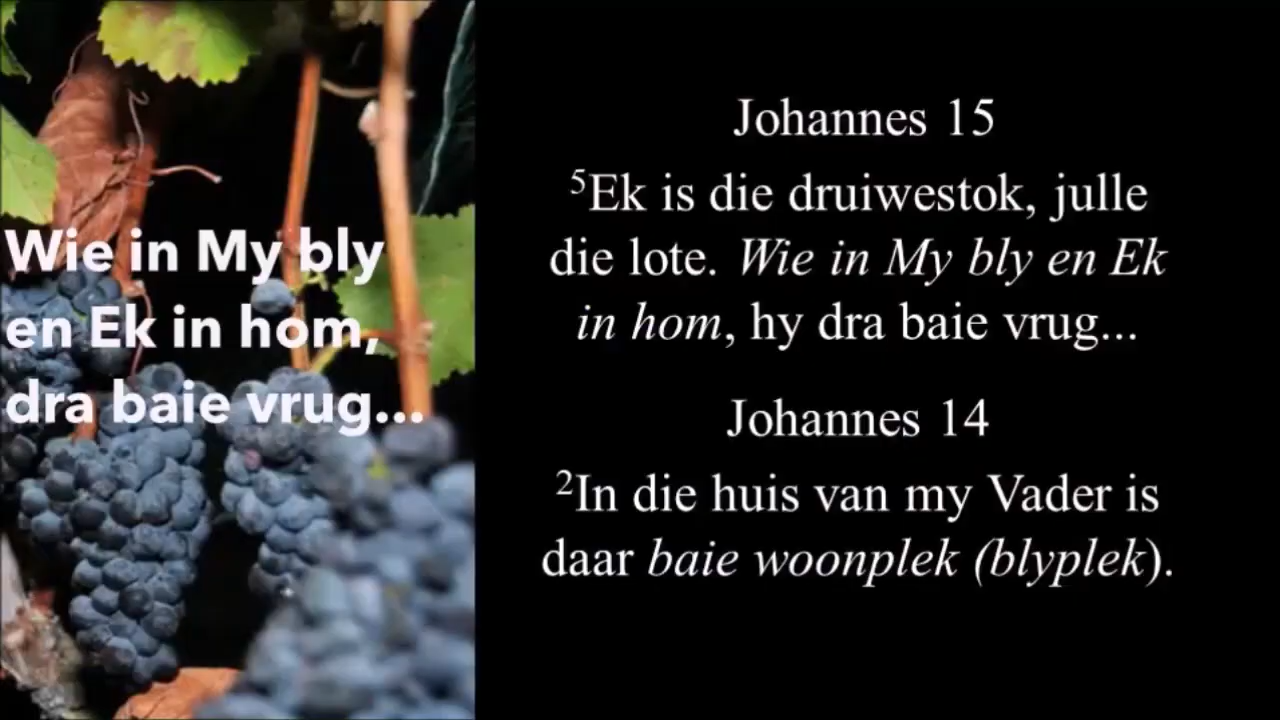 Wie in My bly
en Ek in hom,
dra baie vrug...
Johannes 15
⁵Ek is die druiwestok, julle
die lote. Wie in My bly en Ek
in hom, hy dra baie vrug...
Johannes 14
²In die huis van my Vader is
daar baie woonplek (blyplek).